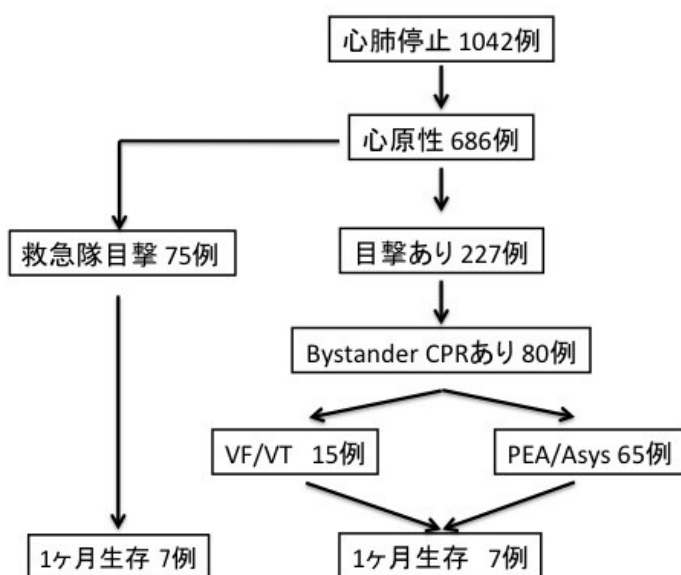 心肺停止 1042例
心原性 686例
救急隊目撃 75例
目撃あり 227例
Bystander CPRあり 80例
VF/VT 15例
PEA/Asys 65例
1ヶ月生存 7例
1ヶ月生存 7例